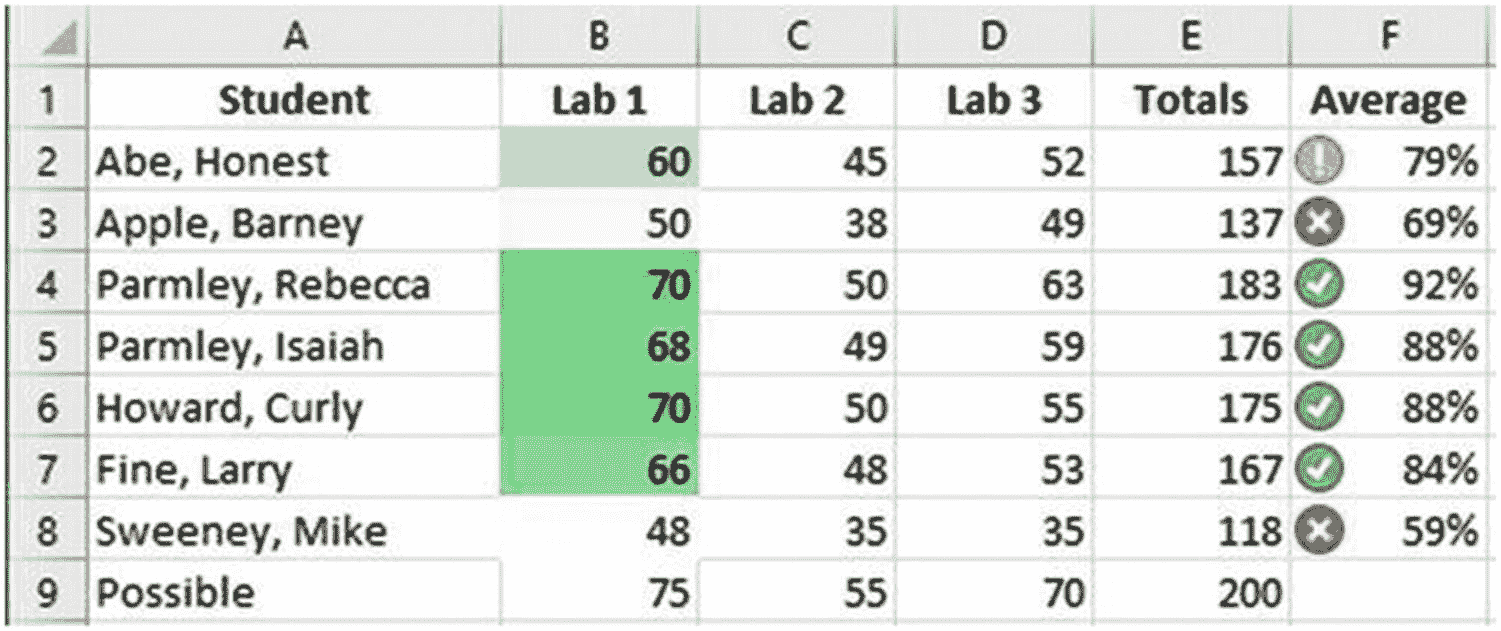 A B C D E F
1 Student Lab 1 Lab 2 Lab 3 Totals Average
2 Abe, Honest 60 45 52 157 79%
3 Apple, Barney 50 38 49 137 69%
4 Parmley, Rebecca 70 50 63 183 92%
5 Parmley, Isaiah 68 49 59 176 88%
6 Howard, Curly 70 50 55 175 88%
7 Fine, Larry 66 48 53 167 84%
8 Sweeney, Mike 48 35 35 118 59%
9 Possible 75 55 70 200